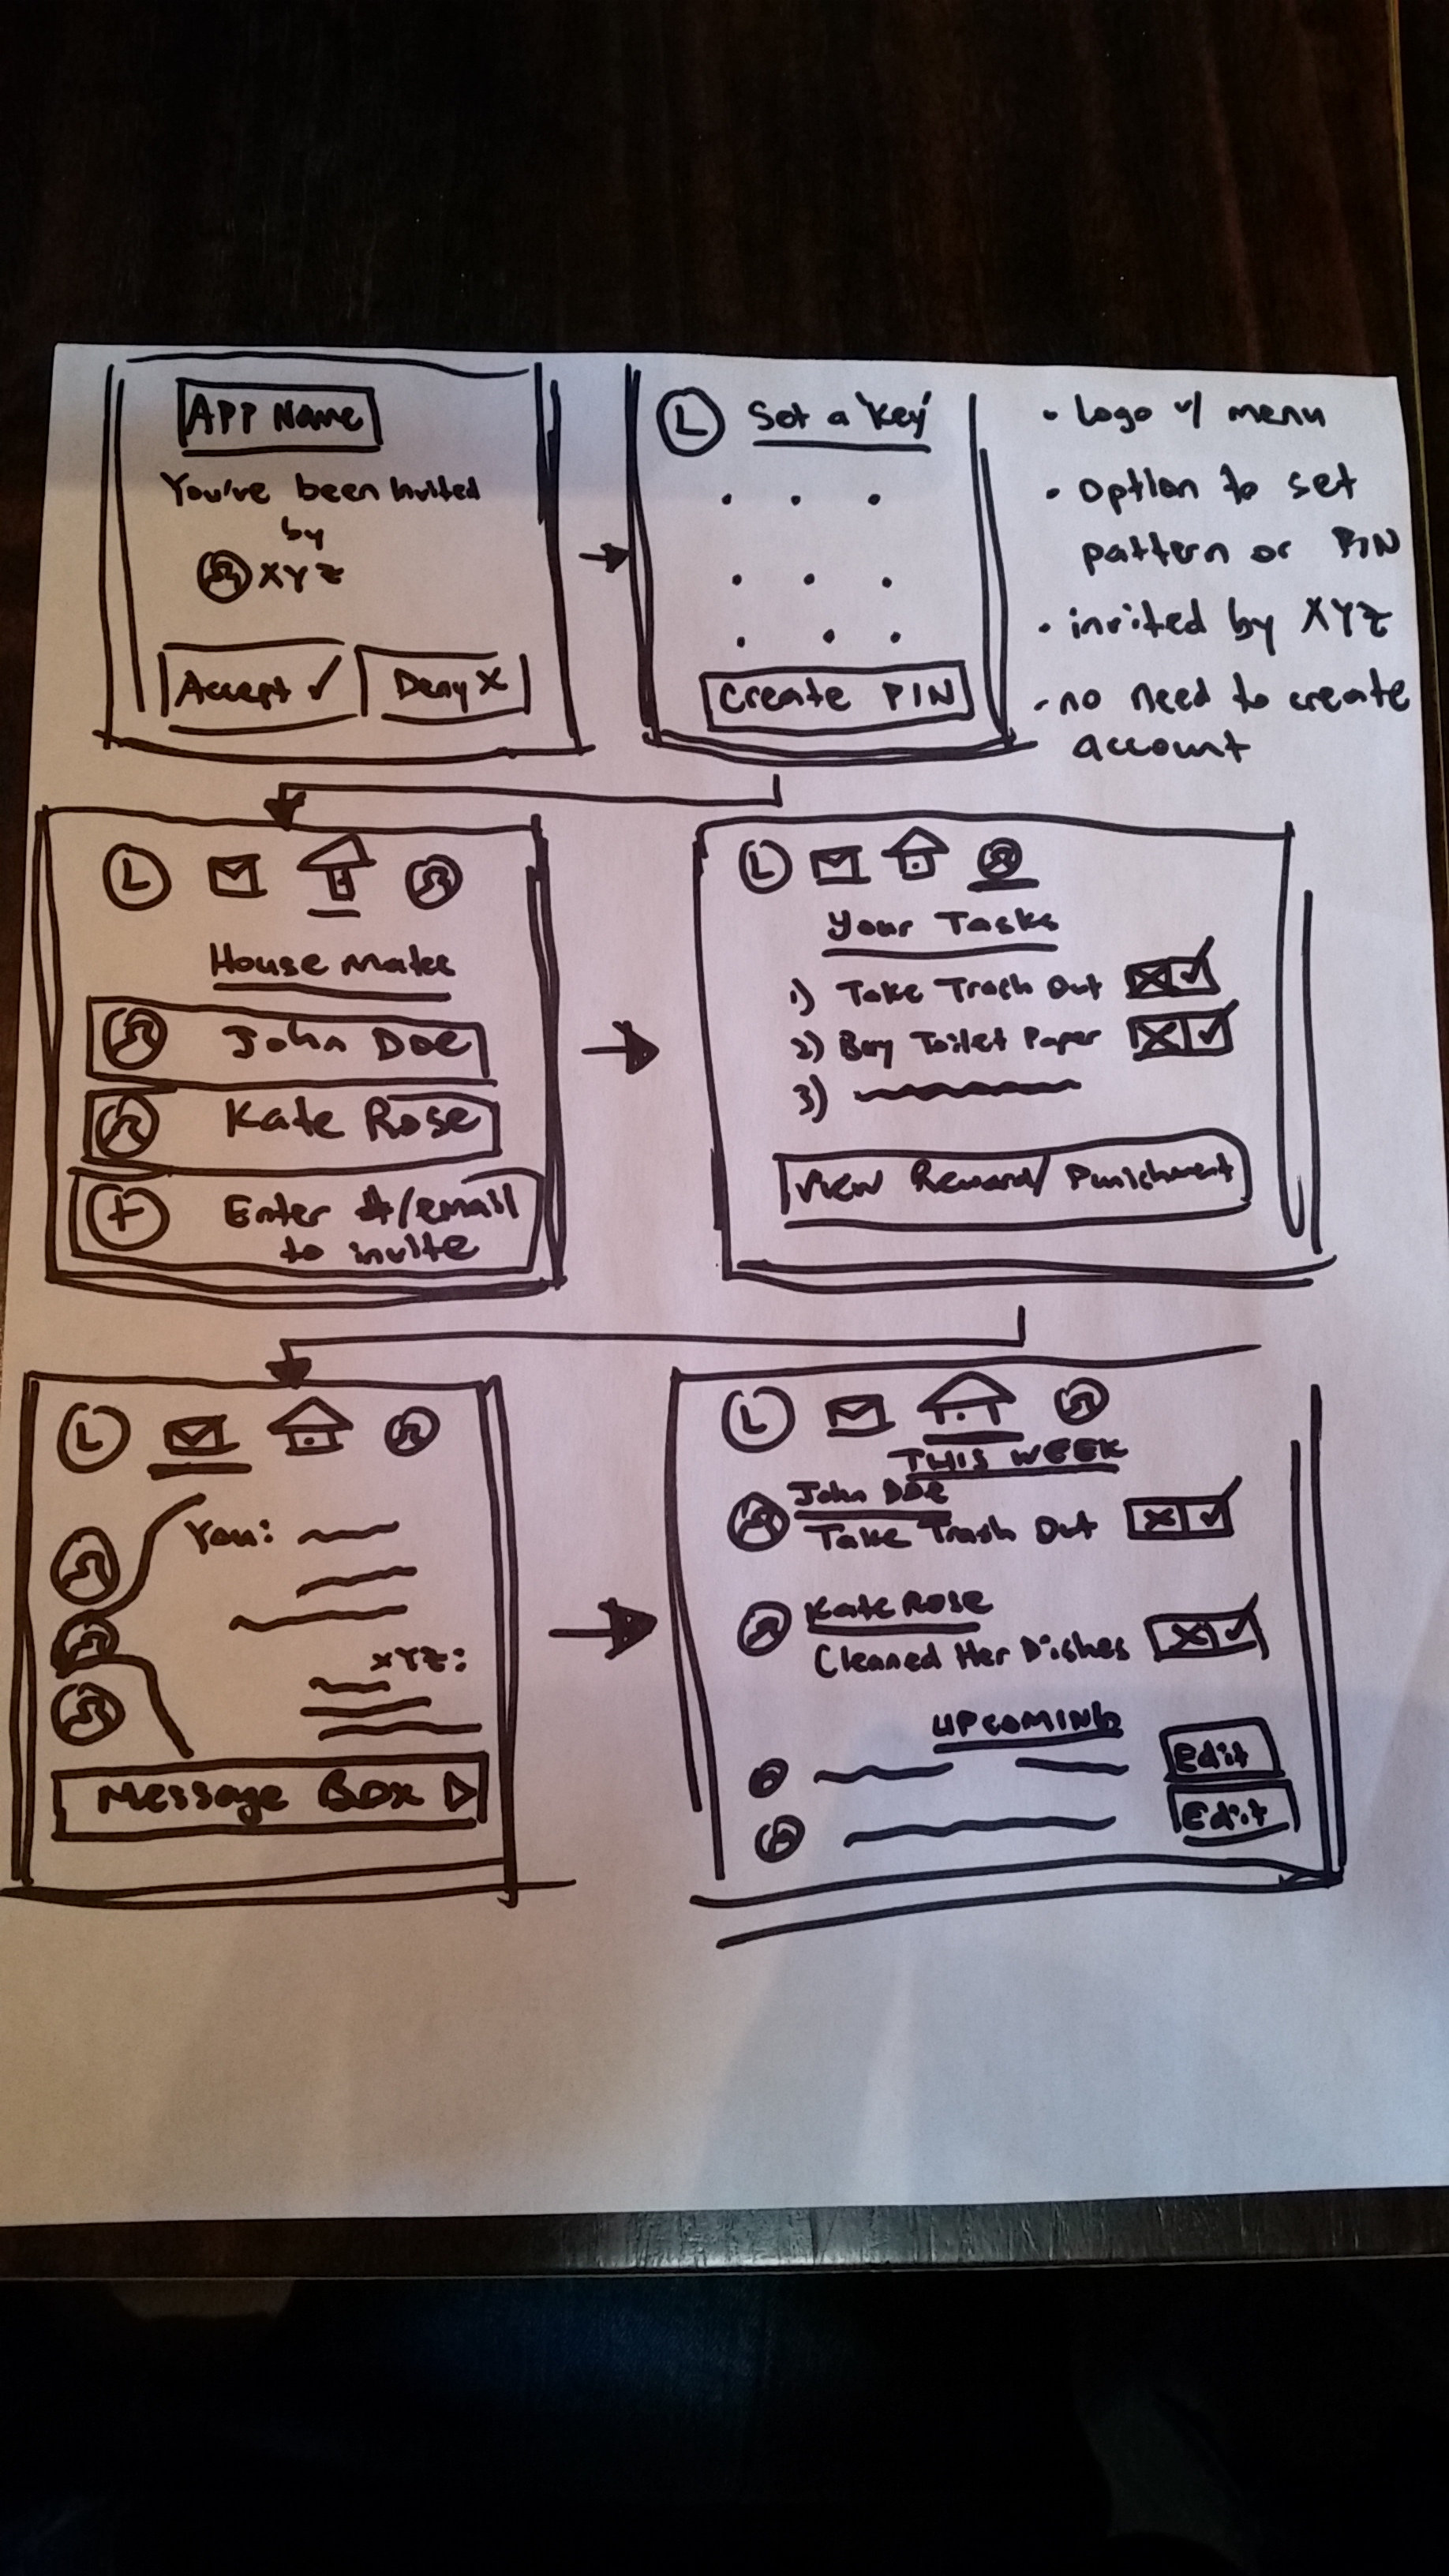 APP Name
You've been Invited
by
XYZ
Accept ✓ Deny X
L Set a 'Key'
Create PIN
• Logo w/ menu
• Option to set
pattern or PIN
• invited by XYZ
• no need to create
account
L
House Mates
John Doe
Kate Rose
+ Enter #/email
to invite
L
Your Tasks
1) Take Trash Out X ✓
2) Buy Toilet Paper X ✓
3)
View Reward/ Punishment
L
You:
XYZ:
Message Box
L
THIS WEEK
John Doe
Take Trash Out X ✓
Kate Rose
Cleaned Her Dishes X ✓
UPCOMING
Edit
Edit